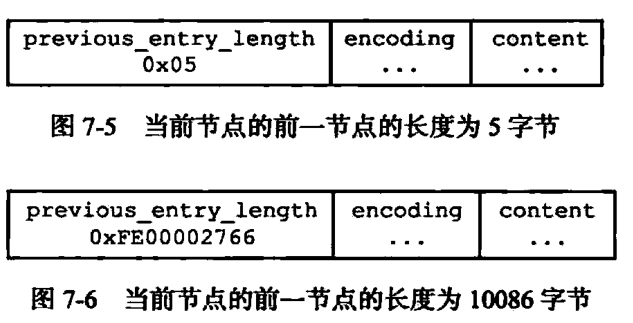 previous_entry_length encoding content
0x05 ... ...
图 7-5 当前节点的前一节点的长度为 5 字节
previous_entry_length encoding content
0xFE00002766 ... ...
图 7-6 当前节点的前一节点的长度为 10086 字节